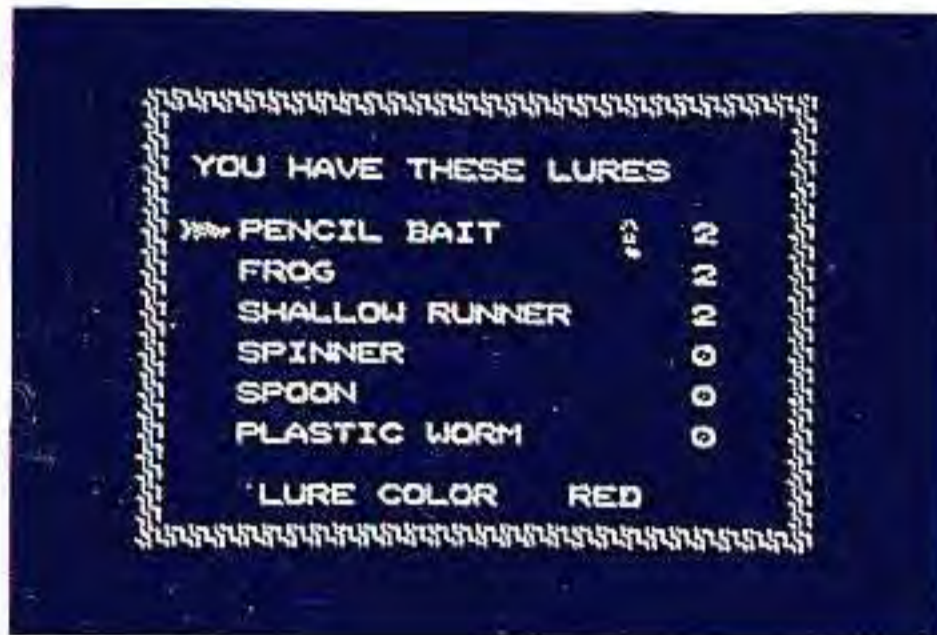 YOU HAVE THESE LURES
PENCIL BAIT 2
FROG 2
SHALLOW RUNNER 2
SPINNER 0
SPOON 0
PLASTIC WORM 0
LURE COLOR RED